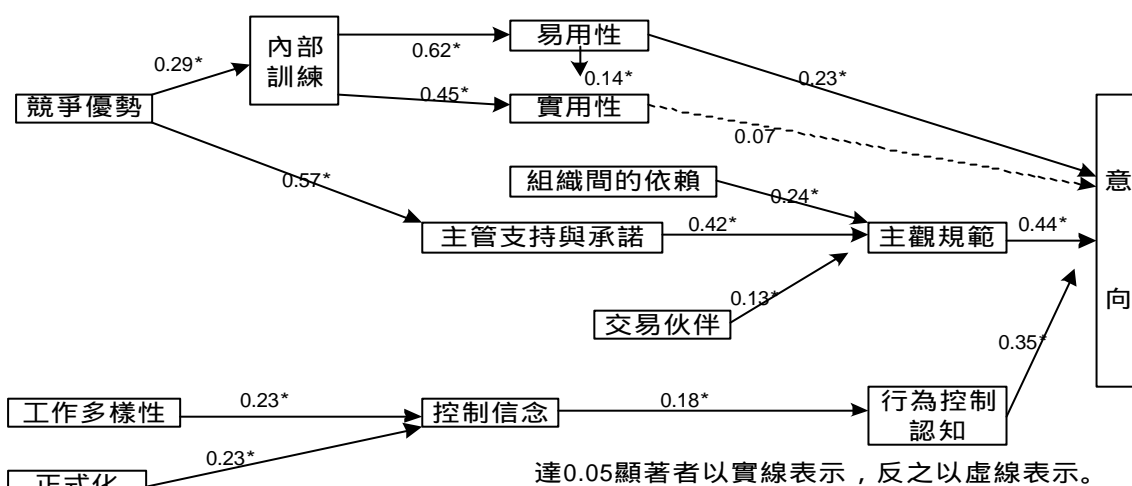 內部
訓練
0.62*
易用性
0.29*
0.14*
0.23*
競爭優勢
0.45*
實用性
0.07
0.57*
組織間的依賴
0.24*
意
向
主管支持與承諾
0.42*
主觀規範
0.44*
0.13*
交易伙伴
0.35*
工作多樣性
0.23*
控制信念
0.18*
行為控制
認知
0.23*
正式化
達0.05顯著者以實線表示，反之以虛線表示。